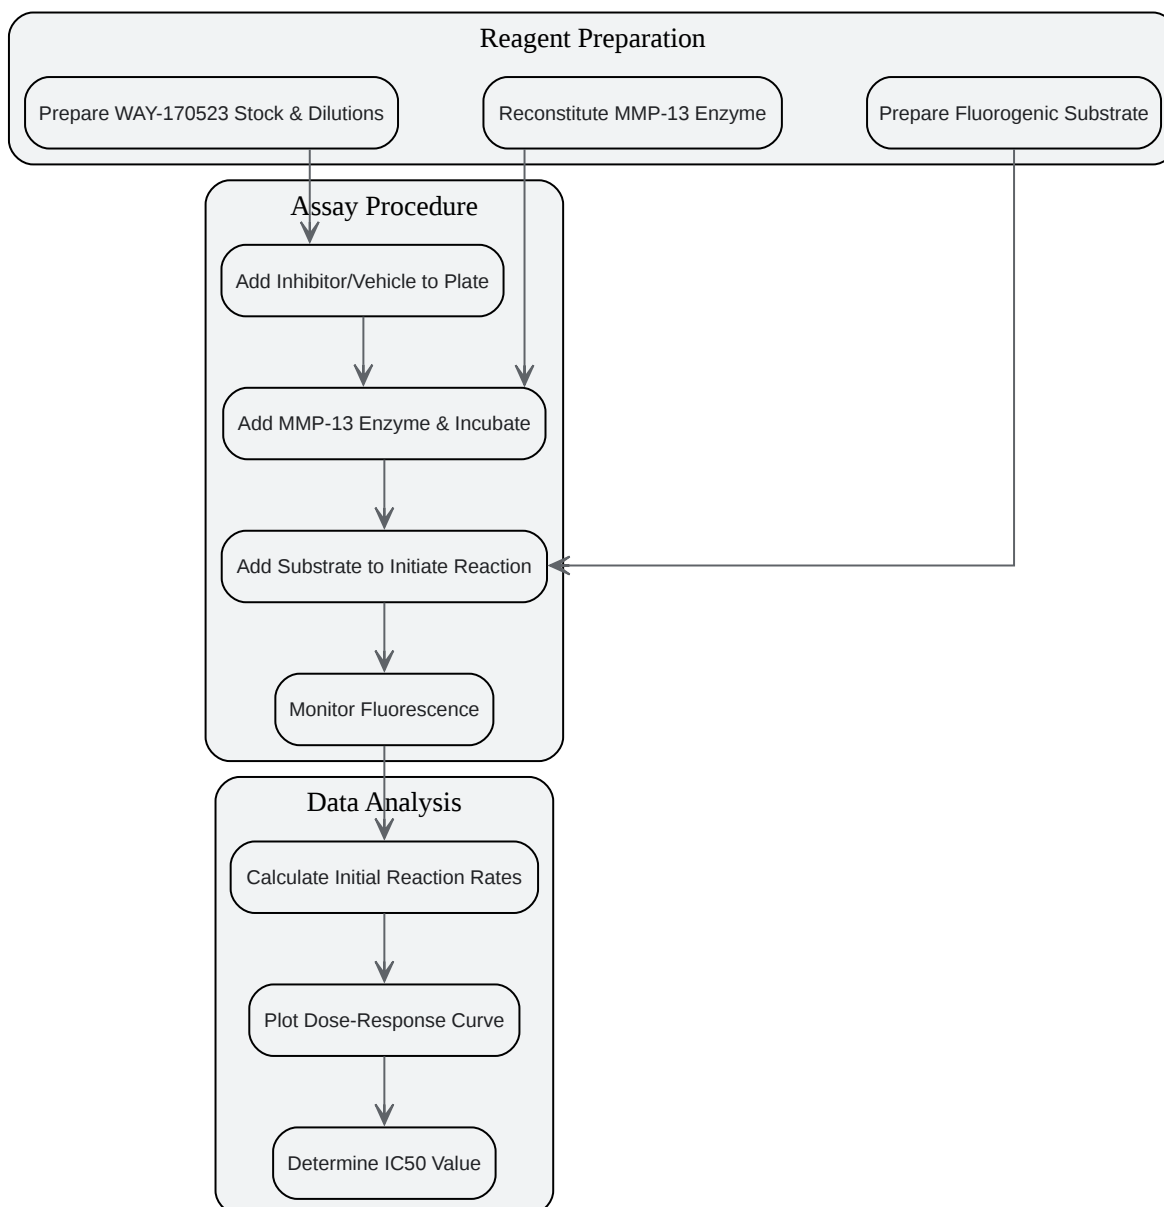 Reagent Preparation
Prepare WAY-170523 Stock & Dilutions
Reconstitute MMP-13 Enzyme
Prepare Fluorogenic Substrate
Assay Procedure
Add Inhibitor/Vehicle to Plate
Add MMP-13 Enzyme & Incubate
Add Substrate to Initiate Reaction
Monitor Fluorescence
Data Analysis
Calculate Initial Reaction Rates
Plot Dose-Response Curve
Determine IC50 Value